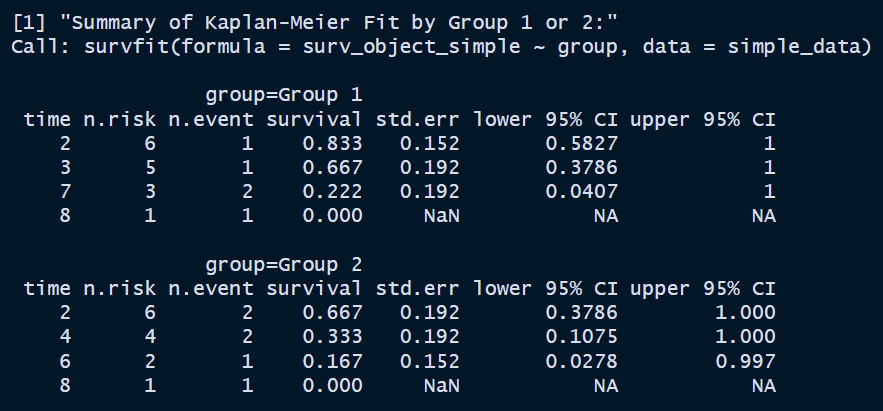 [1] "Summary of Kaplan-Meier Fit by Group 1 or 2:"
Call: survfit(formula = surv_object_simple ~ group, data = simple_data)
group=Group 1
time n.risk n.event survival std.err lower 95% CI upper 95% CI
2 6 1 0.833 0.152 0.5827 1
3 5 1 0.667 0.192 0.3786 1
7 3 2 0.222 0.192 0.0407 1
8 1 1 0.000 NaN NA NA
group=Group 2
time n.risk n.event survival std.err lower 95% CI upper 95% CI
2 6 2 0.667 0.192 0.3786 1.000
4 4 2 0.333 0.192 0.1075 1.000
6 2 1 0.167 0.152 0.0278 0.997
8 1 1 0.000 NaN NA NA